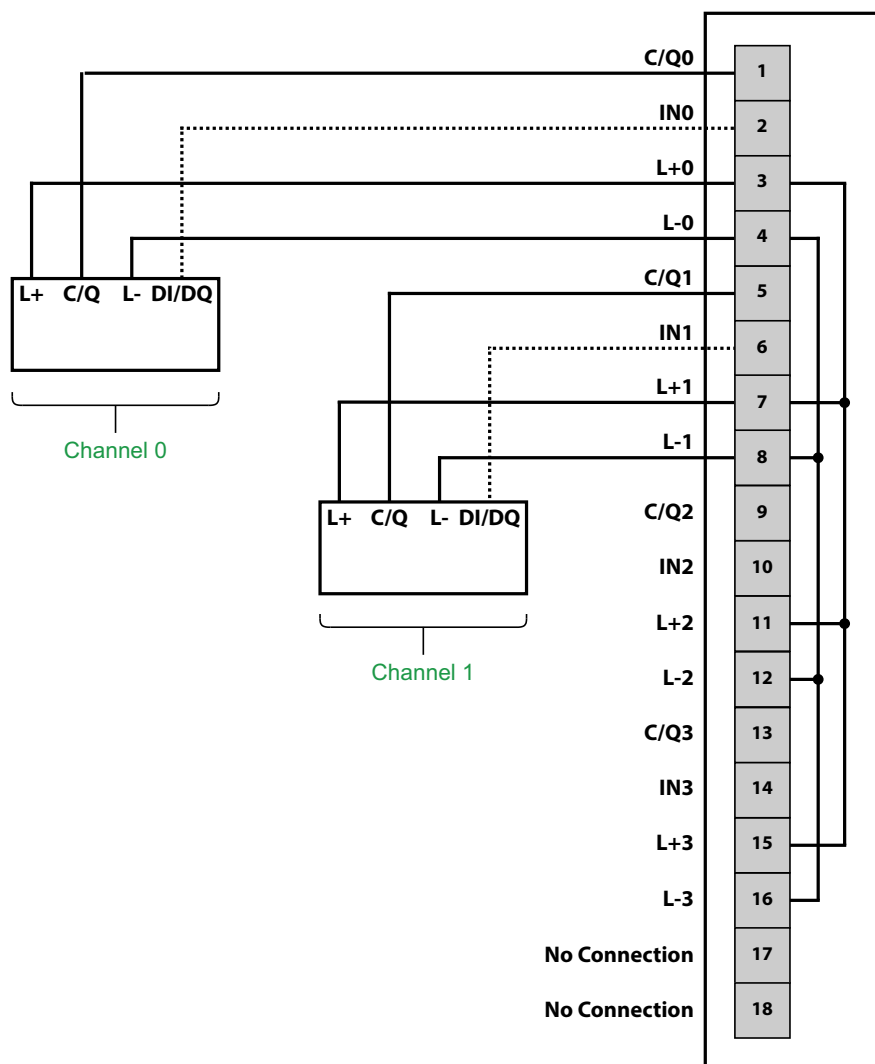 C/Q0 1
IN0 2
L+0 3
L-0 4
L+ C/Q L- DI/DQ
Channel 0
C/Q1 5
IN1 6
L+1 7
L-1 8
L+ C/Q L- DI/DQ
Channel 1
C/Q2 9
IN2 10
L+2 11
L-2 12
C/Q3 13
IN3 14
L+3 15
L-3 16
No Connection 17
No Connection 18